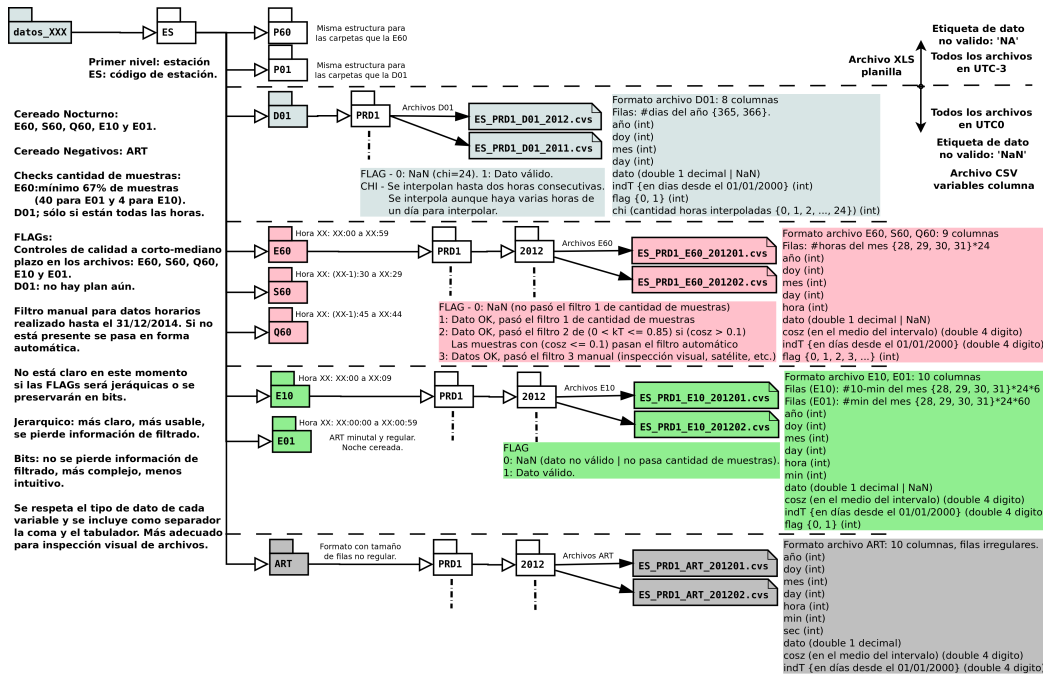 datos_XXX
ES
P60
Misma estructura para
las carpetas que la E60
P01
Misma estructura para
las carpetas que la D01
Primer nivel: estación
ES: código de estación.
Archivo XLS
planilla
Etiqueta de dato
no valido: 'NA'
Todos los archivos
en UTC-3
Todos los archivos
en UTC0
Etiqueta de dato
no valido: 'NaN'
Archivo CSV
variables columna
Cereado Nocturno:
E60, S60, Q60, E10 y E01.
Cereado Negativos: ART
Checks cantidad de muestras:
E60:mínimo 67% de muestras
(40 para E01 y 4 para E10).
D01; sólo si están todas las horas.
FLAGs:
Controles de calidad a corto-mediano
plazo en los archivos: E60, S60, Q60,
E10 y E01.
D01: no hay plan aún.
Filtro manual para datos horarios
realizado hasta el 31/12/2014. Si no
está presente se pasa en forma
automática.
No está claro en este momento
si las FLAGs será jeráquicas o se
preservarán en bits.
Jerarquico: más claro, más usable,
se pierde información de filtrado.
Bits: no se pierde información de
filtrado, más complejo, menos
intuitivo.
Se respeta el tipo de dato de cada
variable y se incluye como separador
la coma y el tabulador. Más adecuado
para inspección visual de archivos.
D01
PRD1
Archivos D01
ES_PRD1_D01_2012.cvs
ES_PRD1_D01_2011.cvs
FLAG - 0: NaN (chi=24). 1: Dato válido.
CHI - Se interpolan hasta dos horas consecutivas.
Se interpola aunque haya varias horas de
un día para interpolar.
Formato archivo D01: 8 columnas
Filas: #dias del año {365, 366}.
año (int)
doy (int)
mes (int)
day (int)
dato (double 1 decimal | NaN)
indT {en dias desde el 01/01/2000} (int)
flag {0, 1} (int)
chi (cantidad horas interpoladas {0, 1, 2, ..., 24}) (int)
E60
Hora XX: XX:00 a XX:59
S60
Hora XX: (XX-1):30 a XX:29
Q60
Hora XX: (XX-1):45 a XX:44
PRD1
2012
Archivos E60
ES_PRD1_E60_201201.cvs
ES_PRD1_E60_201202.cvs
FLAG - 0: NaN (no pasó el filtro 1 de cantidad de muestras)
1: Dato OK, pasó el filtro 1 de cantidad de muestras
2: Dato OK, pasó el filtro 2 de (0 < kT <= 0.85) si (cosz > 0.1)
Las muestras con (cosz <= 0.1) pasan el filtro automático
3: Datos OK, pasó el filtro 3 manual (inspección visual, satélite, etc.)
Formato archivo E60, S60, Q60: 9 columnas
Filas: #horas del mes {28, 29, 30, 31}*24
año (int)
doy (int)
mes (int)
day (int)
hora (int)
dato (double 1 decimal | NaN)
cosz (en el medio del intervalo) (double 4 digito)
indT {en días desde el 01/01/2000} (double 4 digito)
flag {0, 1, 2, 3, ...} (int)
E10
Hora XX: XX:00 a XX:09
E01
Hora XX: XX:00:00 a XX:00:59
ART minutal y regular.
Noche cereada.
PRD1
2012
Archivos E10
ES_PRD1_E10_201201.cvs
ES_PRD1_E10_201202.cvs
FLAG
0: NaN (dato no válido | no pasa cantidad de muestras).
1: Dato válido.
Formato archivo E10, E01: 10 columnas
Filas (E10): #10-min del mes {28, 29, 30, 31}*24*6
Filas (E01): #min del mes {28, 29, 30, 31}*24*60
año (int)
doy (int)
mes (int)
day (int)
hora (int)
min (int)
dato (double 1 decimal | NaN)
cosz (en el medio del intervalo) (double 4 digito)
indT {en días desde el 01/01/2000} (double 4 digito
flag {0, 1} (int)
ART
Formato con tamaño
de filas no regular.
PRD1
2012
Archivos ART
ES_PRD1_ART_201201.cvs
ES_PRD1_ART_201202.cvs
Formato archivo ART: 10 columnas, filas irregulares.
año (int)
doy (int)
mes (int)
day (int)
hora (int)
min (int)
sec (int)
dato (double 1 decimal)
cosz (en el medio del intervalo) (double 4 digito)
indT {en días desde el 01/01/2000} (double 4 digito)